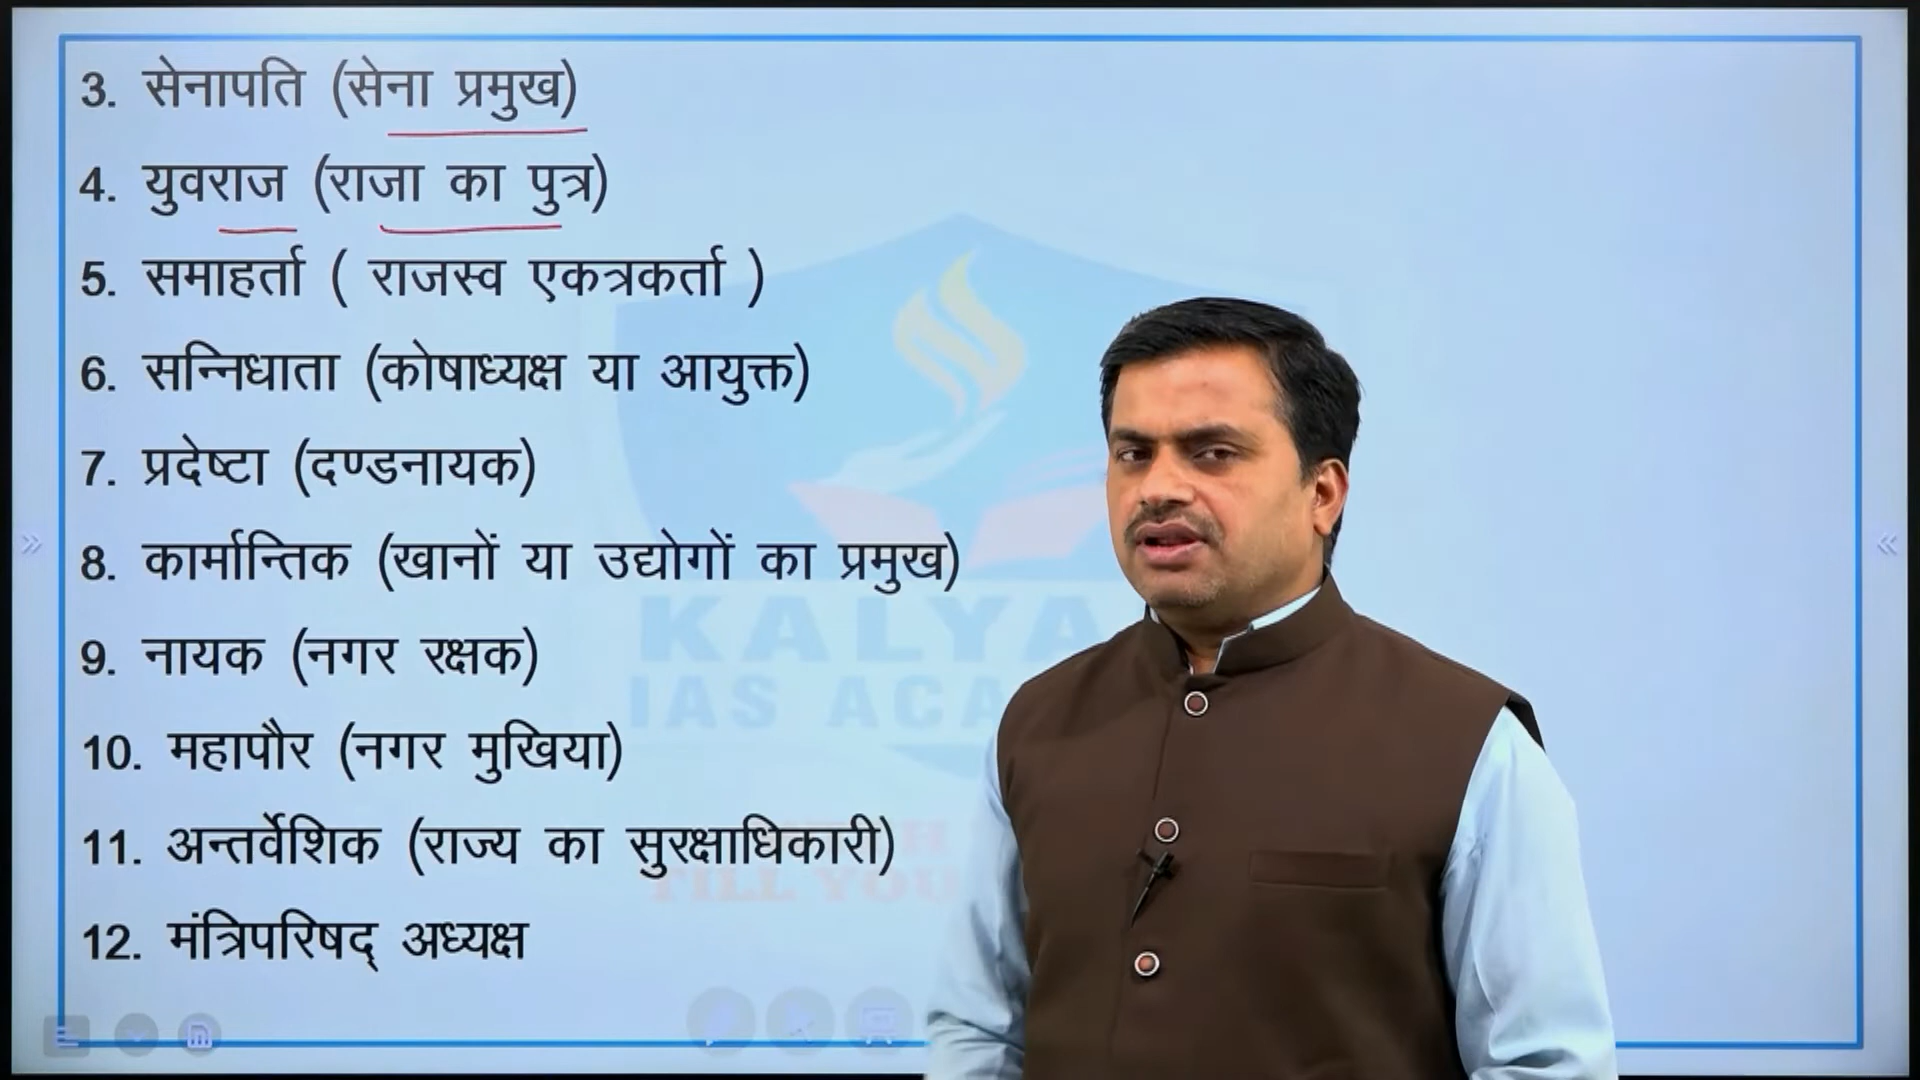 3. सेनापति (सेना प्रमुख)
4. युवराज (राजा का पुत्र)
5. समाहर्ता ( राजस्व एकत्रकर्ता )
6. सन्निधाता (कोषाध्यक्ष या आयुक्त)
7. प्रदेष्टा (दण्डनायक)
8. कार्मान्तिक (खानों या उद्योगों का प्रमुख)
9. नायक (नगर रक्षक)
10. महापौर (नगर मुखिया)
11. अन्तर्वेशिक (राज्य का सुरक्षाधिकारी)
12. मंत्रिपरिषद् अध्यक्ष
KALYA
IAS ACA
TILL YOU